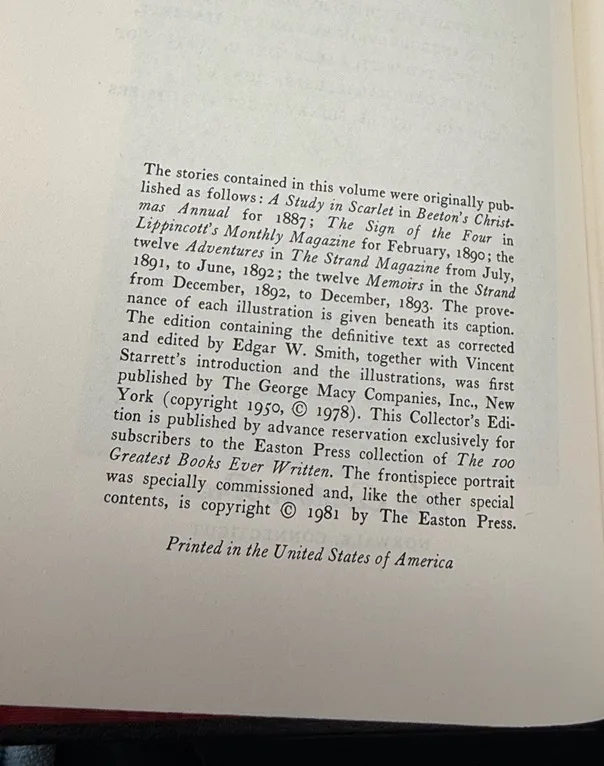 The stories contained in this volume were originally pub-
lished as follows: A Study in Scarlet in Beeton's Christ-
mas Annual for 1887; The Sign of the Four in
Lippincott's Monthly Magazine for February, 1890; the
twelve Adventures in The Strand Magazine from July,
1891, to June, 1892; the twelve Memoirs in the Strand
from December, 1892, to December, 1893. The prove-
nance of each illustration is given beneath its caption.
The edition containing the definitive text as corrected
and edited by Edgar W. Smith, together with Vincent
Starrett's introduction and the illustrations, was first
published by The George Macy Companies, Inc., New
York (copyright 1950, © 1978). This Collector's Edi-
tion is published by advance reservation exclusively for
subscribers to the Easton Press collection of The 100
Greatest Books Ever Written. The frontispiece portrait
was specially commissioned and, like the other special
contents, is copyright © 1981 by The Easton Press.
Printed in the United States of America